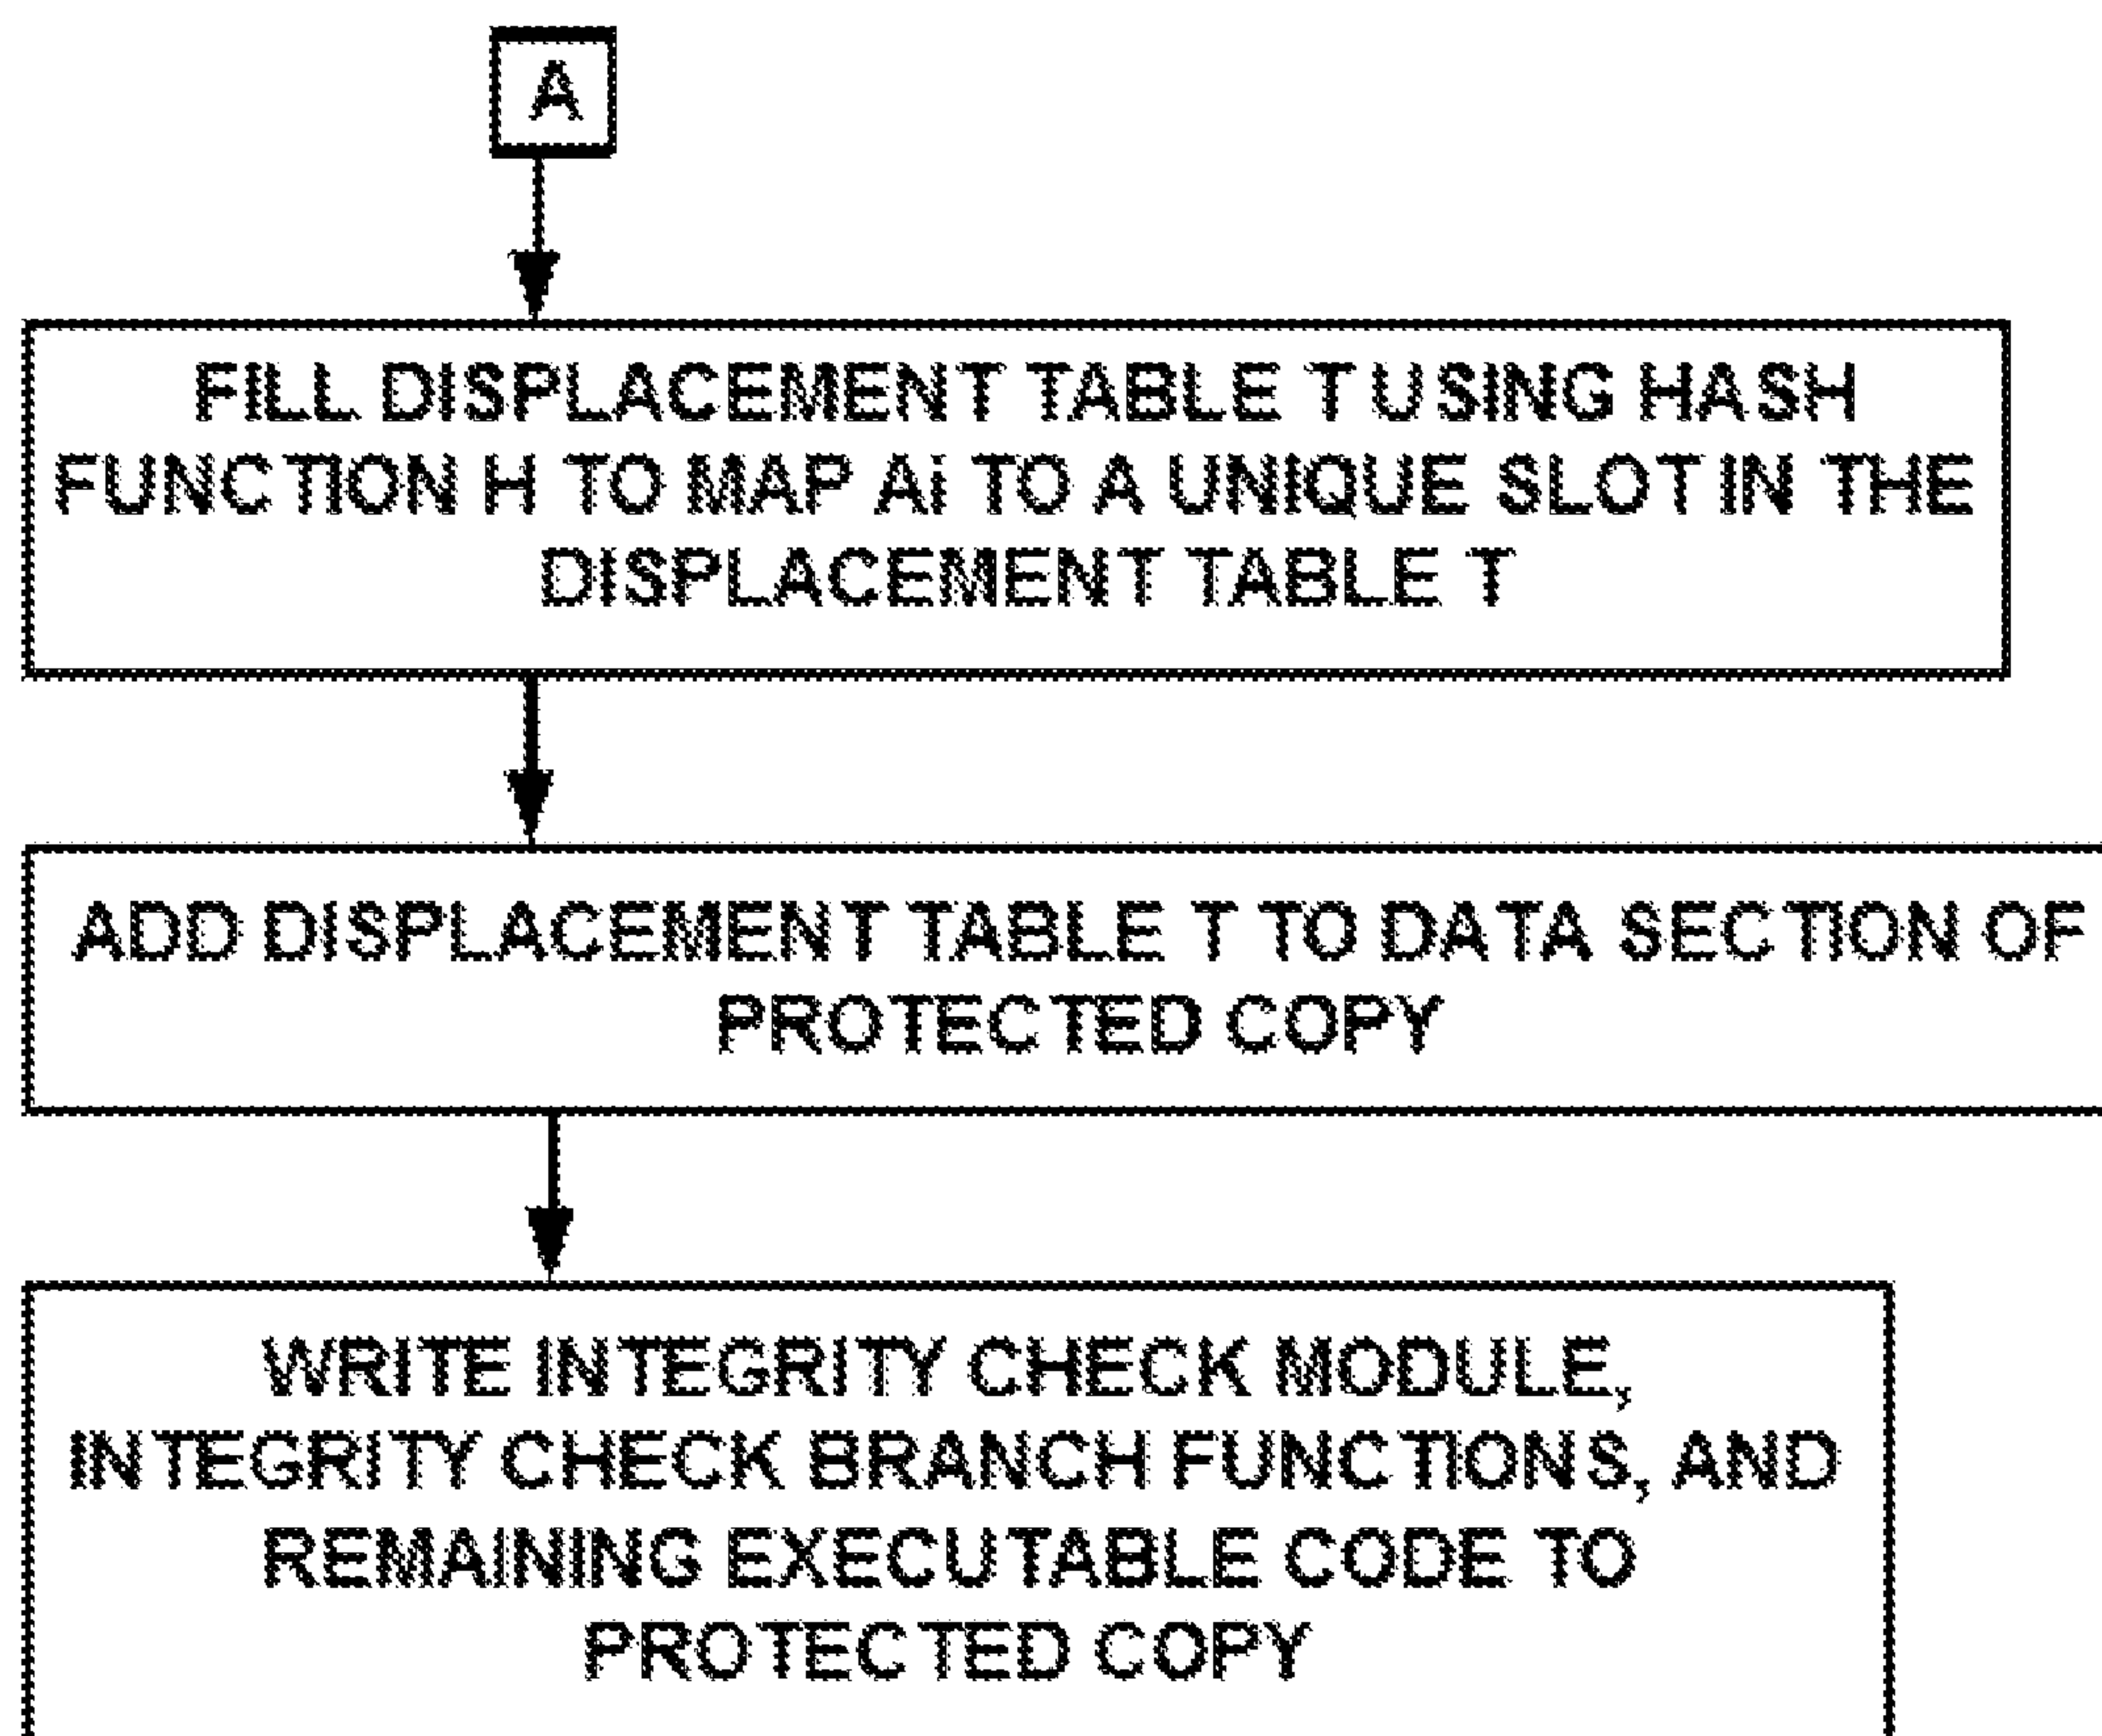 A
FILL DISPLACEMENT TABLE T USING HASH
FUNCTION H TO MAP Ai TO A UNIQUE SLOT IN THE
DISPLACEMENT TABLE T
ADD DISPLACEMENT TABLE T TO DATA SECTION OF
PROTECTED COPY
WRITE INTEGRITY CHECK MODULE,
INTEGRITY CHECK BRANCH FUNCTIONS, AND
REMAINING EXECUTABLE CODE TO
PROTECTED COPY